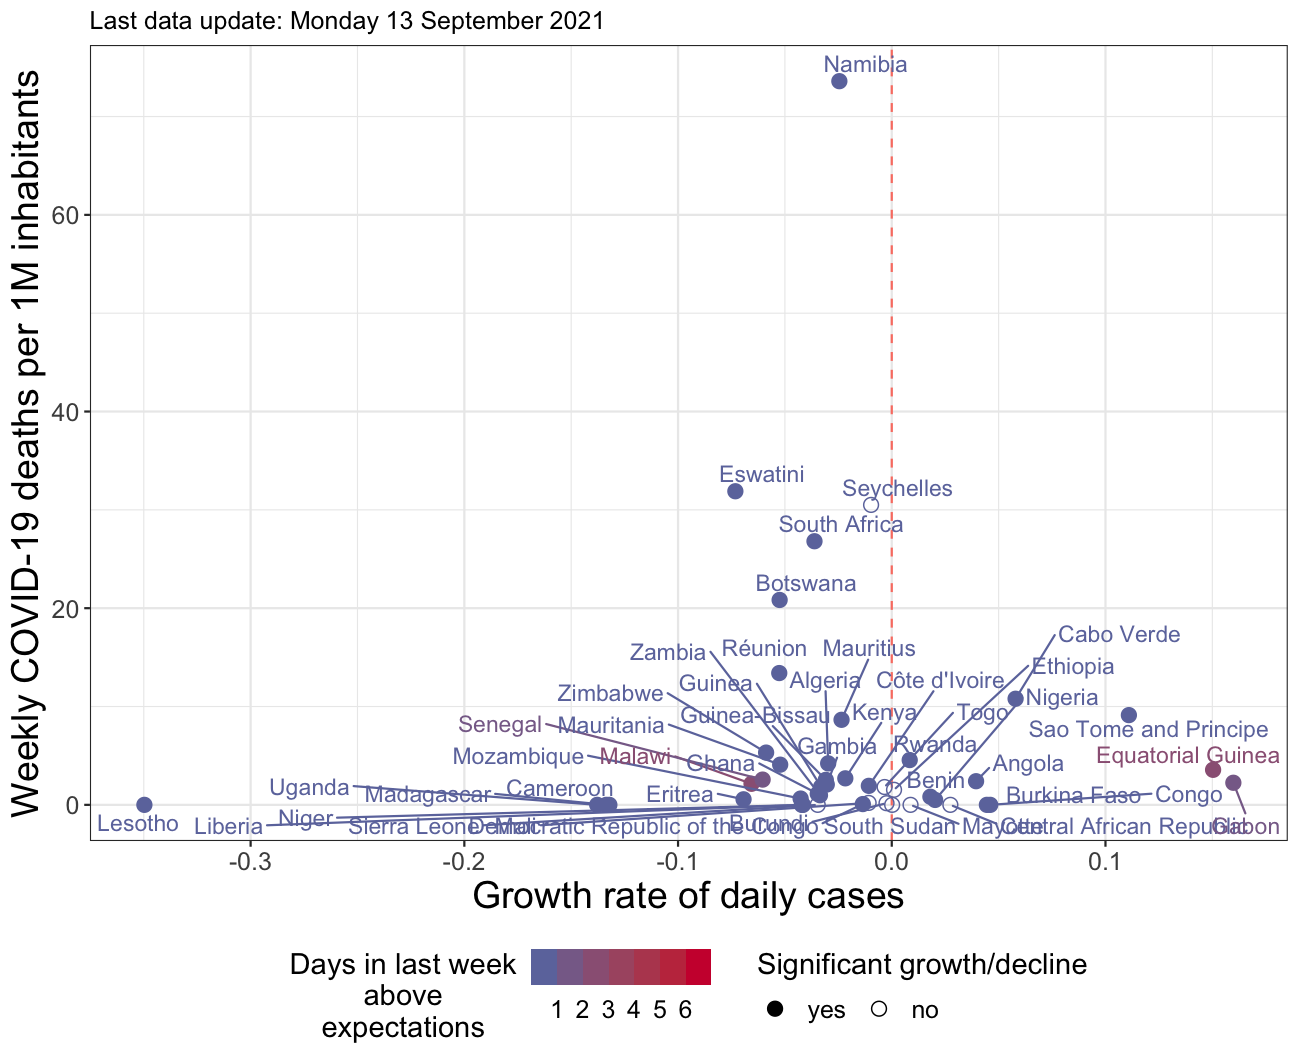 Last data update: Monday 13 September 2021
Weekly COVID-19 deaths per 1M inhabitants
60
40
20
0
Namibia
Eswatini
Seychelles
South Africa
Botswana
Cabo Verde
Zambia
Réunion
Mauritius
Ethiopia
Guinea
Algeria
Côte d'Ivoire
Zimbabwe
Nigeria
Senegal
Mauritania
Guinea-Bissau
Kenya
Togo
Sao Tome and Principe
Mozambique
Malawi
Ghana
Gambia
Rwanda
Angola
Equatorial Guinea
Uganda
Madagascar
Cameroon
Eritrea
Benin
Burkina Faso
Congo
Lesotho
Liberia
Niger
Sierra Leone
Mali
Democratic Republic of the Congo
Burundi
South Sudan
Mayotte
Central African Republic
Gabon
-0.3
-0.2
-0.1
0.0
0.1
Growth rate of daily cases
Days in last week
above
expectations
1 2 3 4 5 6
Significant growth/decline
yes
no